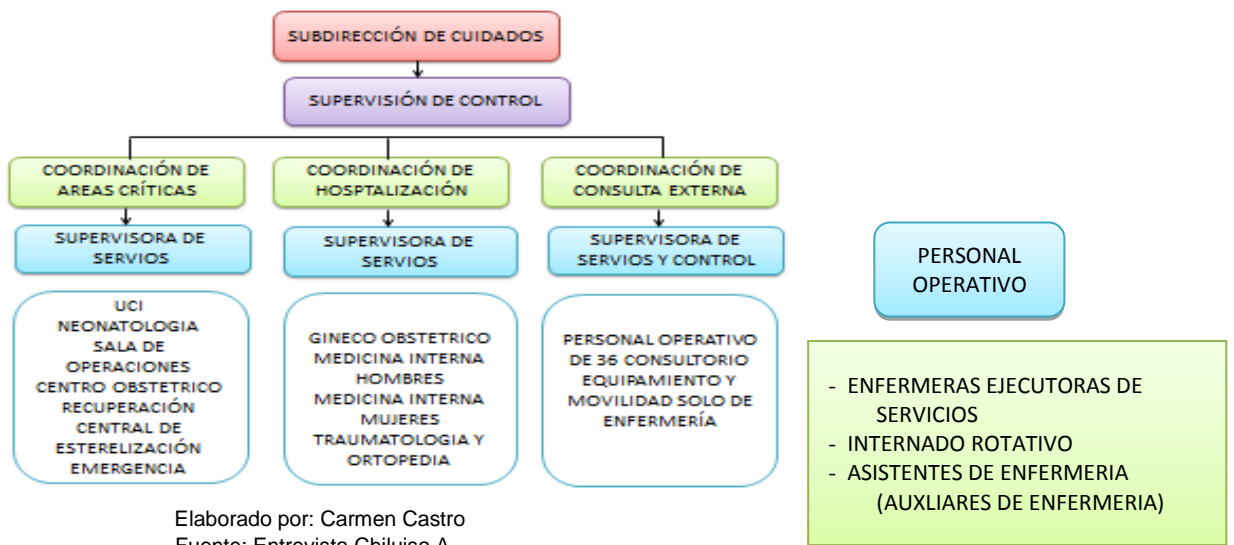 SUBDIRECCIÓN DE CUIDADOS
SUPERVISIÓN DE CONTROL
COORDINACIÓN DE
AREAS CRÍTICAS
COORDINACIÓN DE
HOSPTALIZACIÓN
COORDINACIÓN DE
CONSULTA EXTERNA
SUPERVISORA DE
SERVIOS
SUPERVISORA DE
SERVIOS
SUPERVISORA DE
SERVIOS Y CONTROL
UCI
NEONATOLOGIA
SALA DE
OPERACIONES
CENTRO OBSTETRICO
RECUPERACIÓN
CENTRAL DE
ESTERELIZACIÓN
EMERGENCIA
GINECO OBSTETRICO
MEDICINA INTERNA
HOMBRES
MEDICINA INTERNA
MUJERES
TRAUMATOLOGIA Y
ORTOPEDIA
PERSONAL OPERATIVO
DE 36 CONSULTORIO
EQUIPAMIENTO Y
MOVILIDAD SOLO DE
ENFERMERÍA
PERSONAL
OPERATIVO
- ENFERMERAS EJECUTORAS DE
SERVICIOS
- INTERNADO ROTATIVO
- ASISTENTES DE ENFERMERIA
(AUXLIARES DE ENFERMERIA)
Elaborado por: Carmen Castro
Fuente: Entrevista Chiluisa A